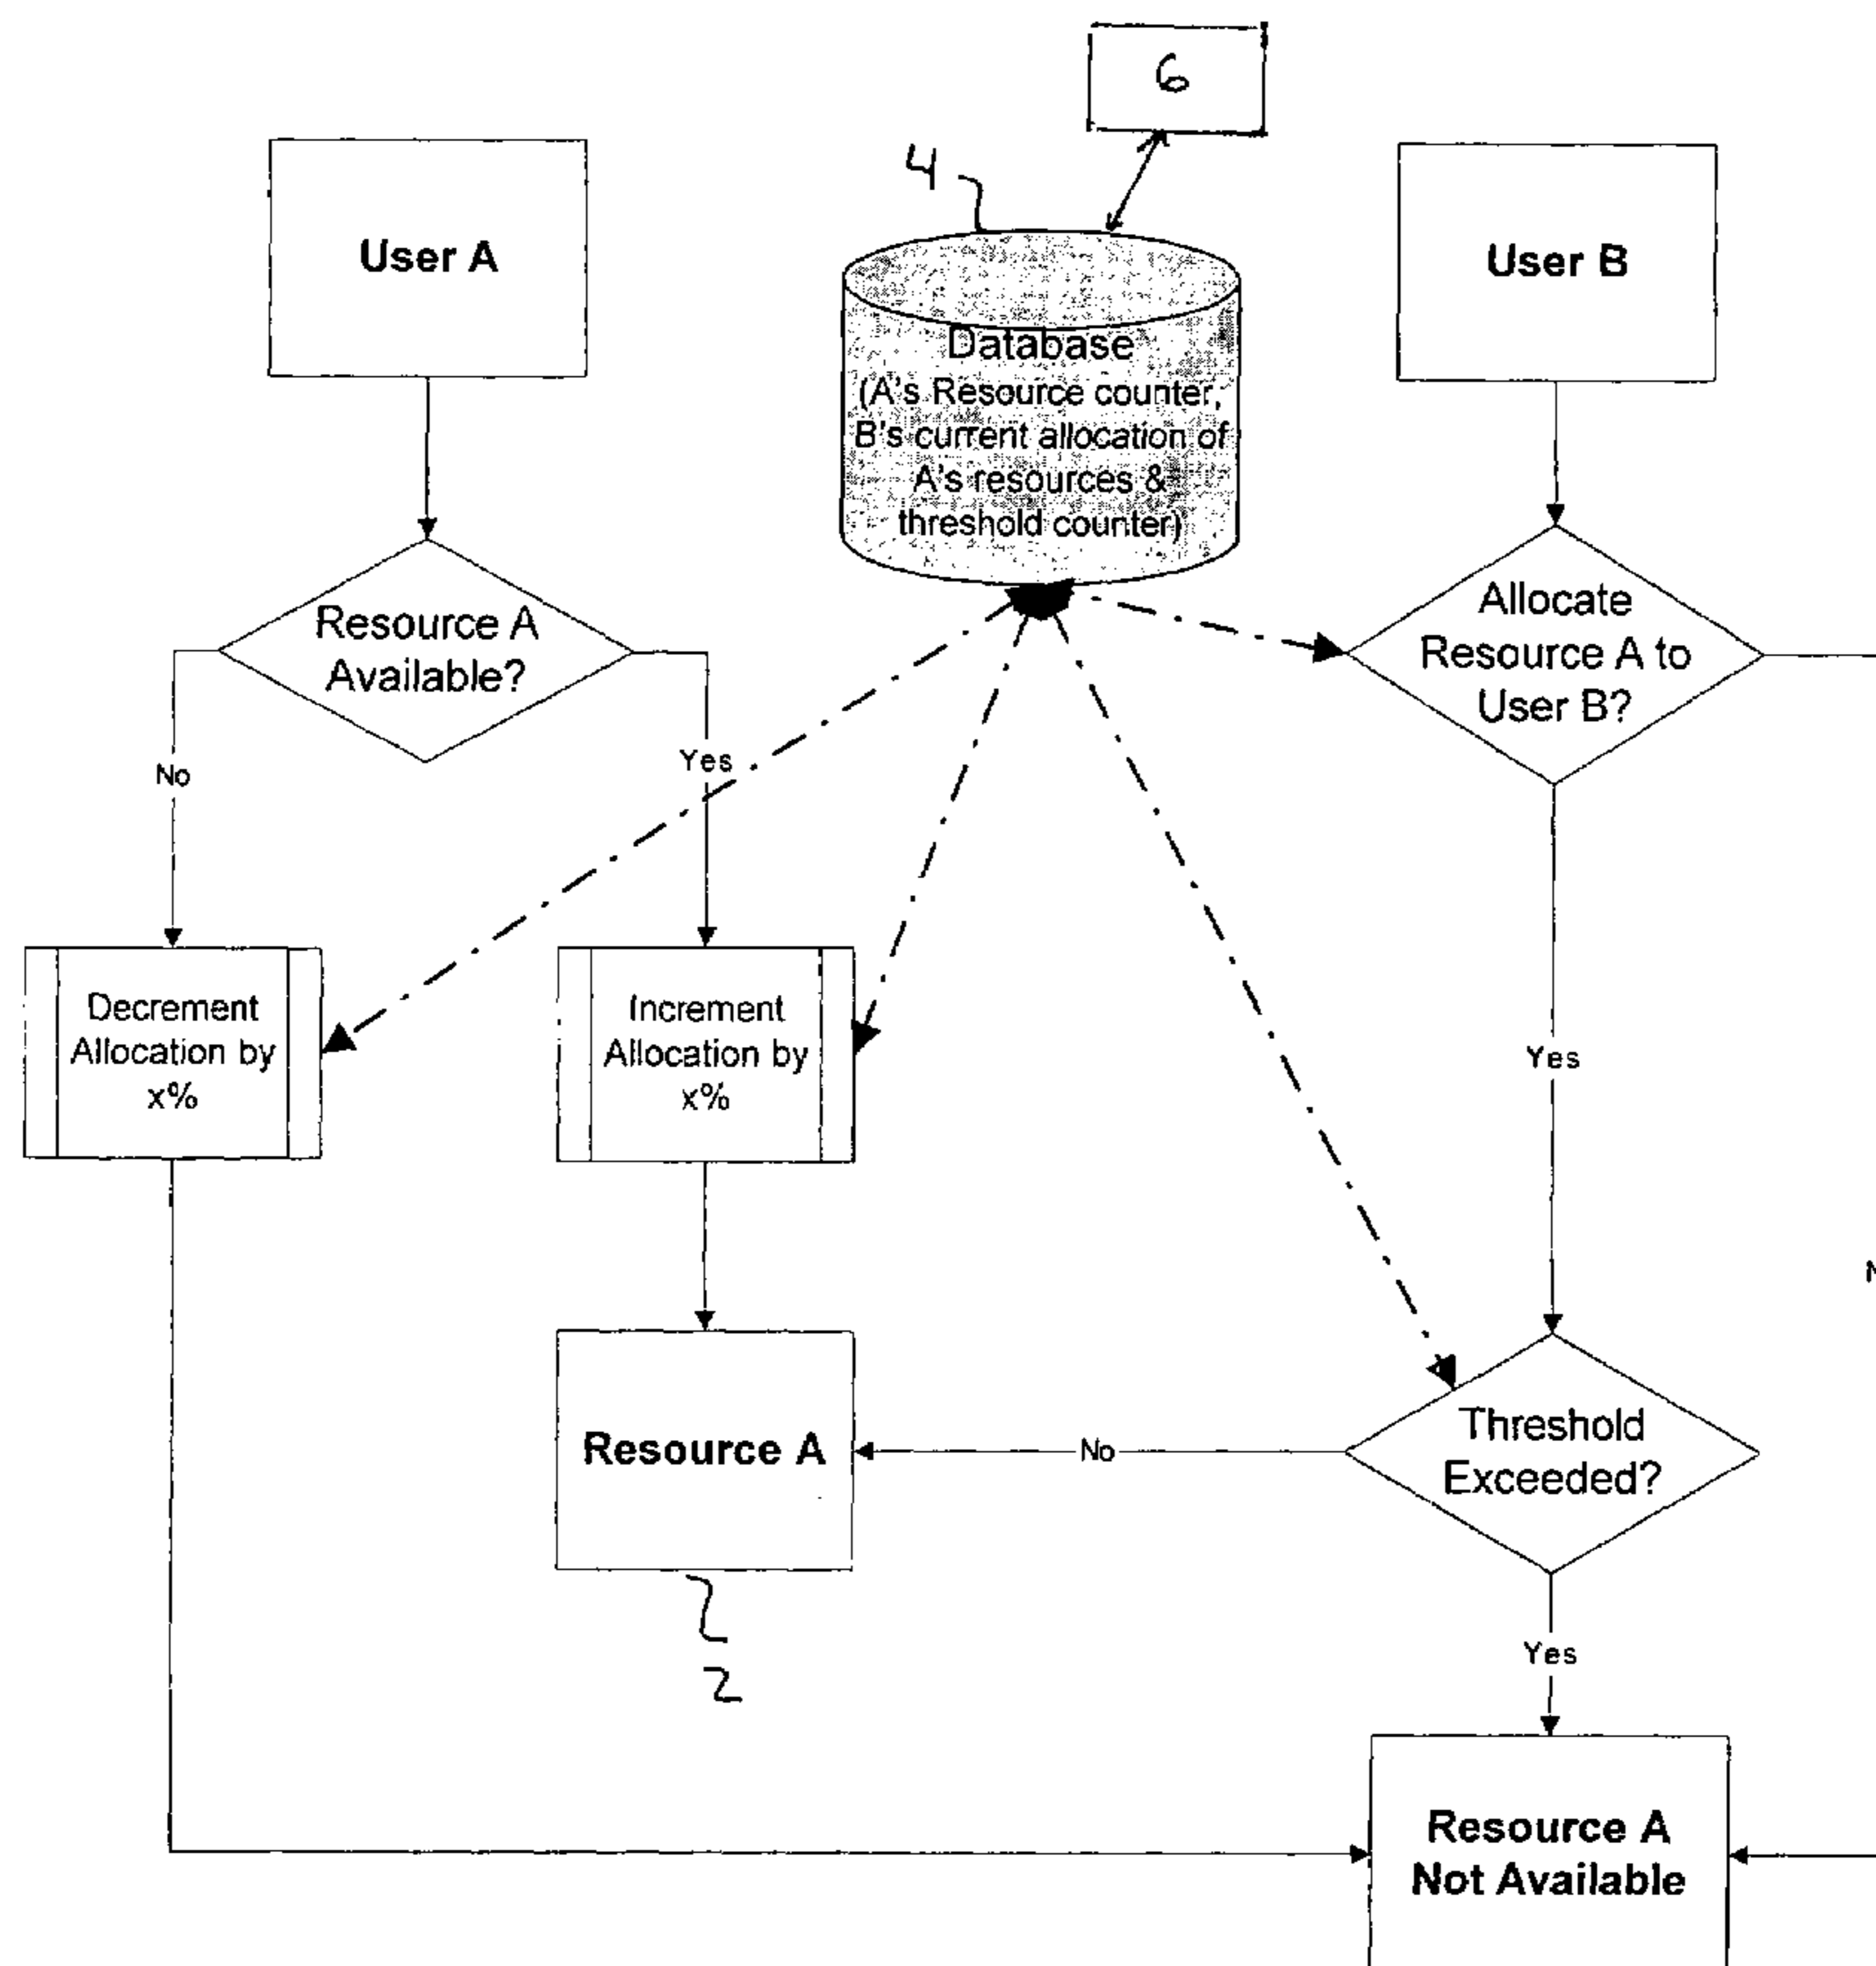 6
4
User A
User B
Database
(A's Resource counter,
B's current allocation of
A's resources &
threshold counter)
Resource A
Available?
Allocate
Resource A to
User B?
No
Yes
Decrement
Allocation by
x%
Increment
Allocation by
x%
Yes
Resource A
No
Threshold
Exceeded?
2
Yes
Resource A
Not Available